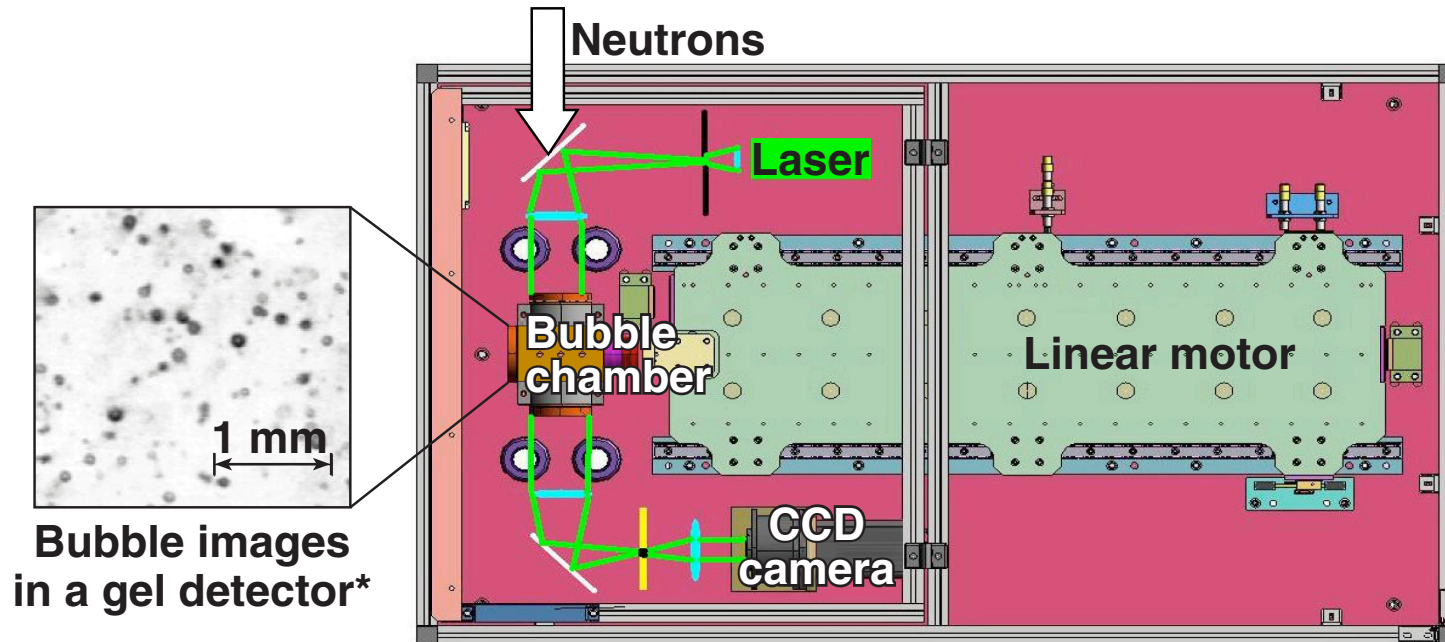 Neutrons
Laser
Bubble
chamber
Linear motor
1 mm
CCD
camera
Bubble images
in a gel detector*